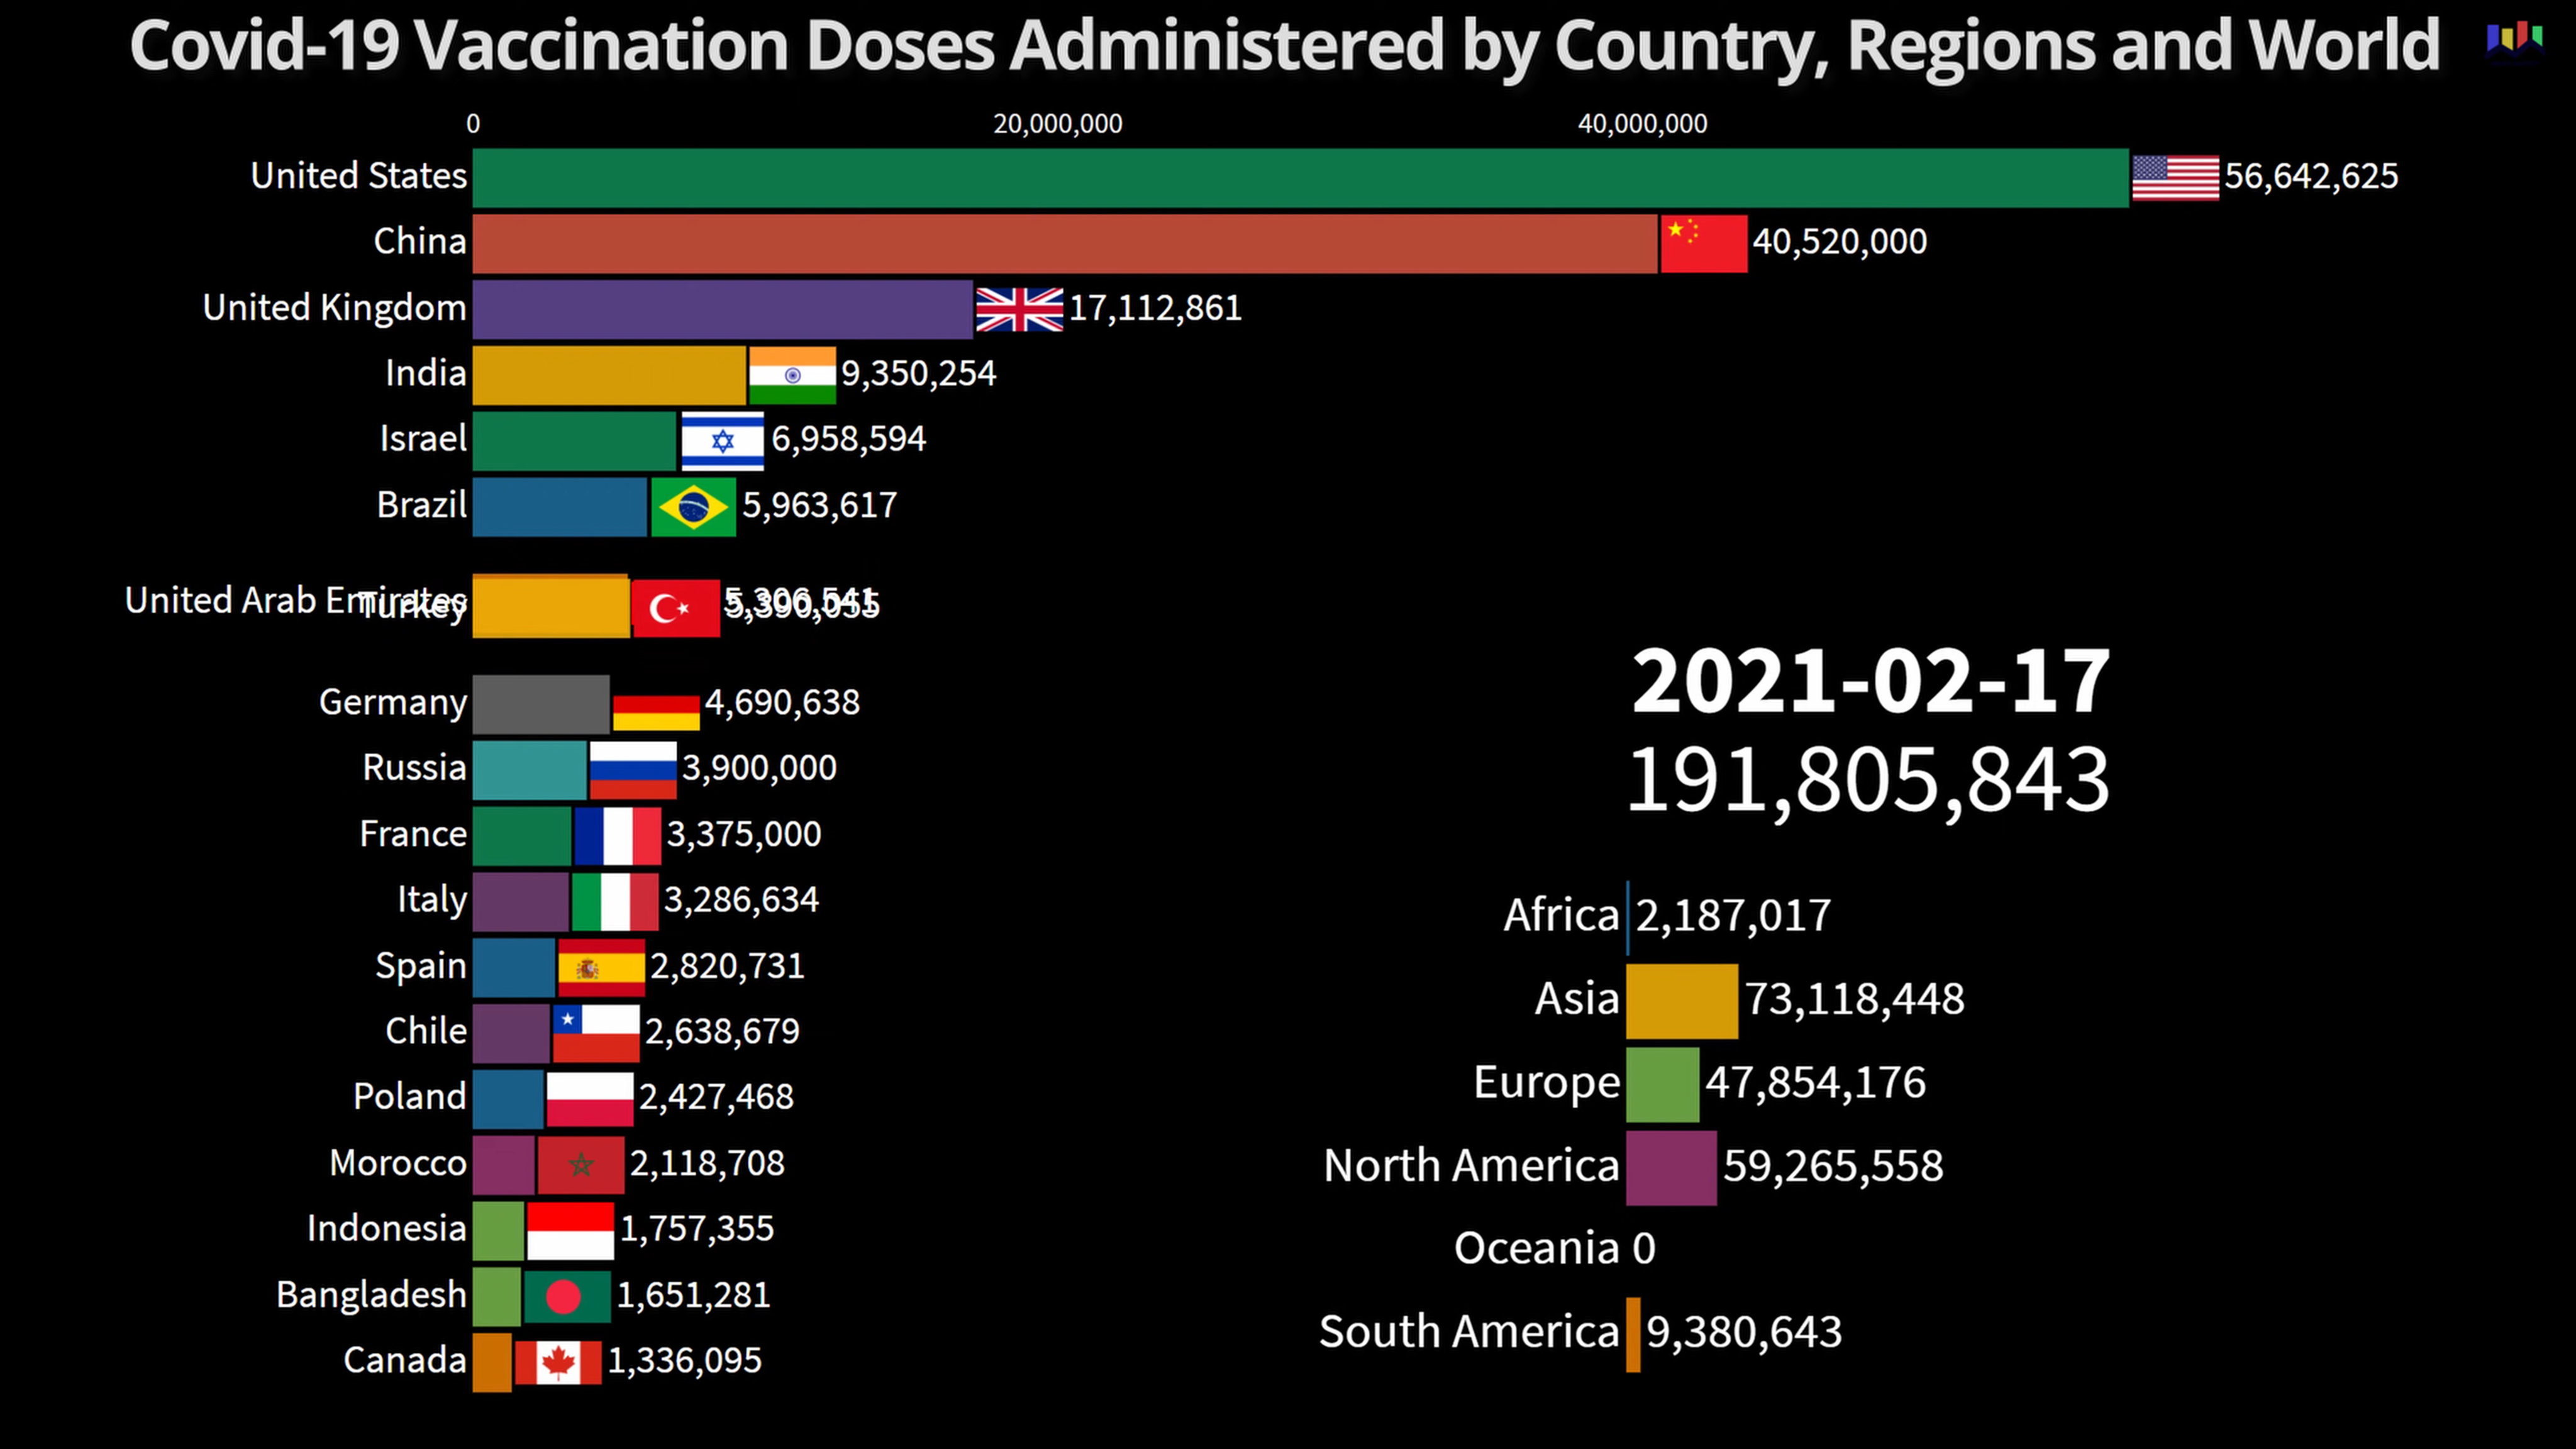 Covid-19 Vaccination Doses Administered by Country, Regions and World
0 20,000,000 40,000,000
United States 56,642,625
China 40,520,000
United Kingdom 17,112,861
India 9,350,254
Israel 6,958,594
Brazil 5,963,617
United Arab Emirates
Turkey
Germany 4,690,638
Russia 3,900,000
France 3,375,000
Italy 3,286,634
Spain 2,820,731
Chile 2,638,679
Poland 2,427,468
Morocco 2,118,708
Indonesia 1,757,355
Bangladesh 1,651,281
Canada 1,336,095
2021-02-17
191,805,843
Africa 2,187,017
Asia 73,118,448
Europe 47,854,176
North America 59,265,558
Oceania 0
South America 9,380,643